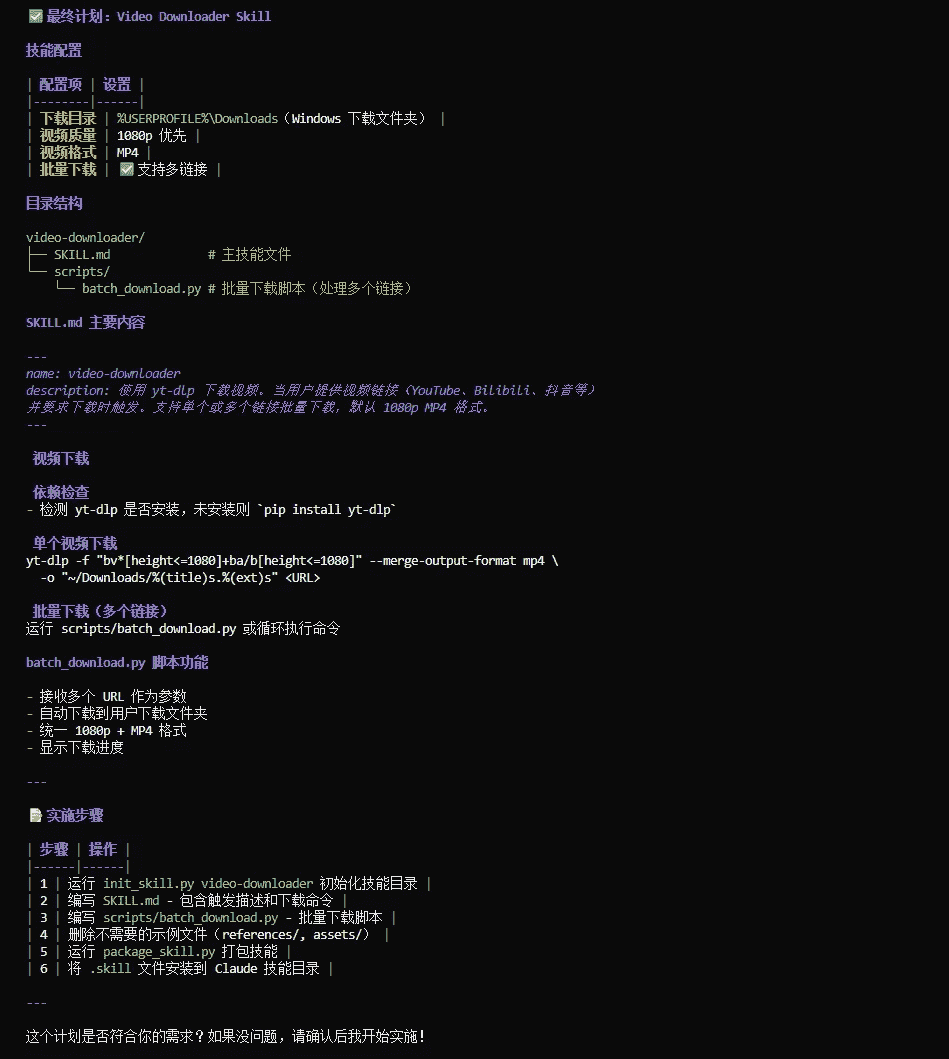 ✅ 最终计划：Video Downloader Skill
技能配置
| 配置项 | 设置 |
|--------|------|
| 下载目录 | %USERPROFILE%\Downloads（Windows 下载文件夹） |
| 视频质量 | 1080p 优先 |
| 视频格式 | MP4 |
| 批量下载 | ✅ 支持多链接 |
目录结构
video-downloader/
├── SKILL.md              # 主技能文件
└── scripts/
    └── batch_download.py # 批量下载脚本（处理多个链接）
SKILL.md 主要内容
---
name: video-downloader
description: 使用 yt-dlp 下载视频。当用户提供视频链接（YouTube、Bilibili、抖音等）
并要求下载时触发。支持单个或多个链接批量下载，默认 1080p MP4 格式。
---
视频下载
依赖检查
- 检测 yt-dlp 是否安装，未安装则 `pip install yt-dlp`
单个视频下载
yt-dlp -f "bv*[height<=1080]+ba/b[height<=1080]" --merge-output-format mp4 \
  -o "~/Downloads/%(title)s.%(ext)s" <URL>
批量下载（多个链接）
运行 scripts/batch_download.py 或循环执行命令
batch_download.py 脚本功能
- 接收多个 URL 作为参数
- 自动下载到用户下载文件夹
- 统一 1080p + MP4 格式
- 显示下载进度
---
📝 实施步骤
| 步骤 | 操作 |
|------|------|
| 1 | 运行 init_skill.py video-downloader 初始化技能目录 |
| 2 | 编写 SKILL.md - 包含触发描述和下载命令 |
| 3 | 编写 scripts/batch_download.py - 批量下载脚本 |
| 4 | 删除不需要的示例文件（references/, assets/） |
| 5 | 运行 package_skill.py 打包技能 |
| 6 | 将 .skill 文件安装到 Claude 技能目录 |
---
这个计划是否符合你的需求？如果没问题，请确认后我开始实施！